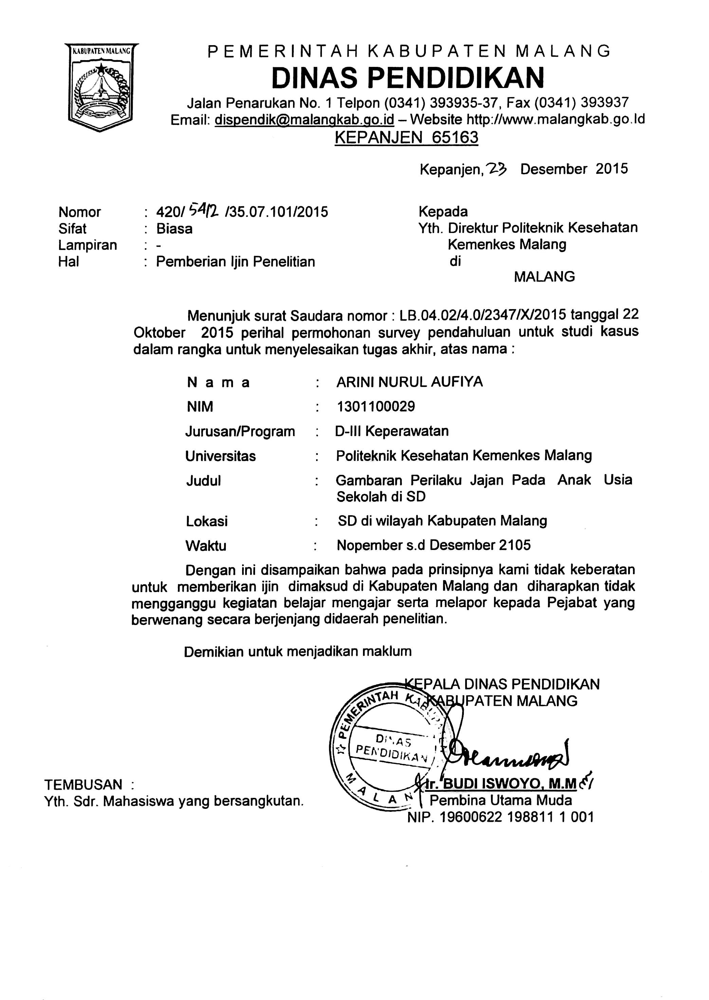 KABUPATEN MALANG
PEMERINTAH KABUPATEN MALANG
DINAS PENDIDIKAN
Jalan Penarukan No. 1 Telpon (0341) 393935-37, Fax (0341) 393937
Email: dispendik@malangkab.go.id – Website http://www.malangkab.go.Id
KEPANJEN 65163
Kepanjen, 23 Desember 2015
Nomor : 420/ 5412 /35.07.101/2015
Sifat : Biasa
Lampiran : -
Hal : Pemberian Ijin Penelitian
Kepada
Yth. Direktur Politeknik Kesehatan
Kemenkes Malang
di
MALANG
Menunjuk surat Saudara nomor : LB.04.02/4.0/2347/X/2015 tanggal 22
Oktober 2015 perihal permohonan survey pendahuluan untuk studi kasus
dalam rangka untuk menyelesaikan tugas akhir, atas nama :
N a m a : ARINI NURUL AUFIYA
NIM : 1301100029
Jurusan/Program : D-III Keperawatan
Universitas : Politeknik Kesehatan Kemenkes Malang
Judul : Gambaran Perilaku Jajan Pada Anak Usia
Sekolah di SD
Lokasi : SD di wilayah Kabupaten Malang
Waktu : Nopember s.d Desember 2105
Dengan ini disampaikan bahwa pada prinsipnya kami tidak keberatan
untuk memberikan ijin dimaksud di Kabupaten Malang dan diharapkan tidak
mengganggu kegiatan belajar mengajar serta melapor kepada Pejabat yang
berwenang secara berjenjang didaerah penelitian.
Demikian untuk menjadikan maklum
KEPALA DINAS PENDIDIKAN
KABUPATEN MALANG
PEMERINTAH
DINAS
PENDIDIKAN
Ir. BUDI ISWOYO, M.M
Pembina Utama Muda
NIP. 19600622 198811 1 001
TEMBUSAN :
Yth. Sdr. Mahasiswa yang bersangkutan.